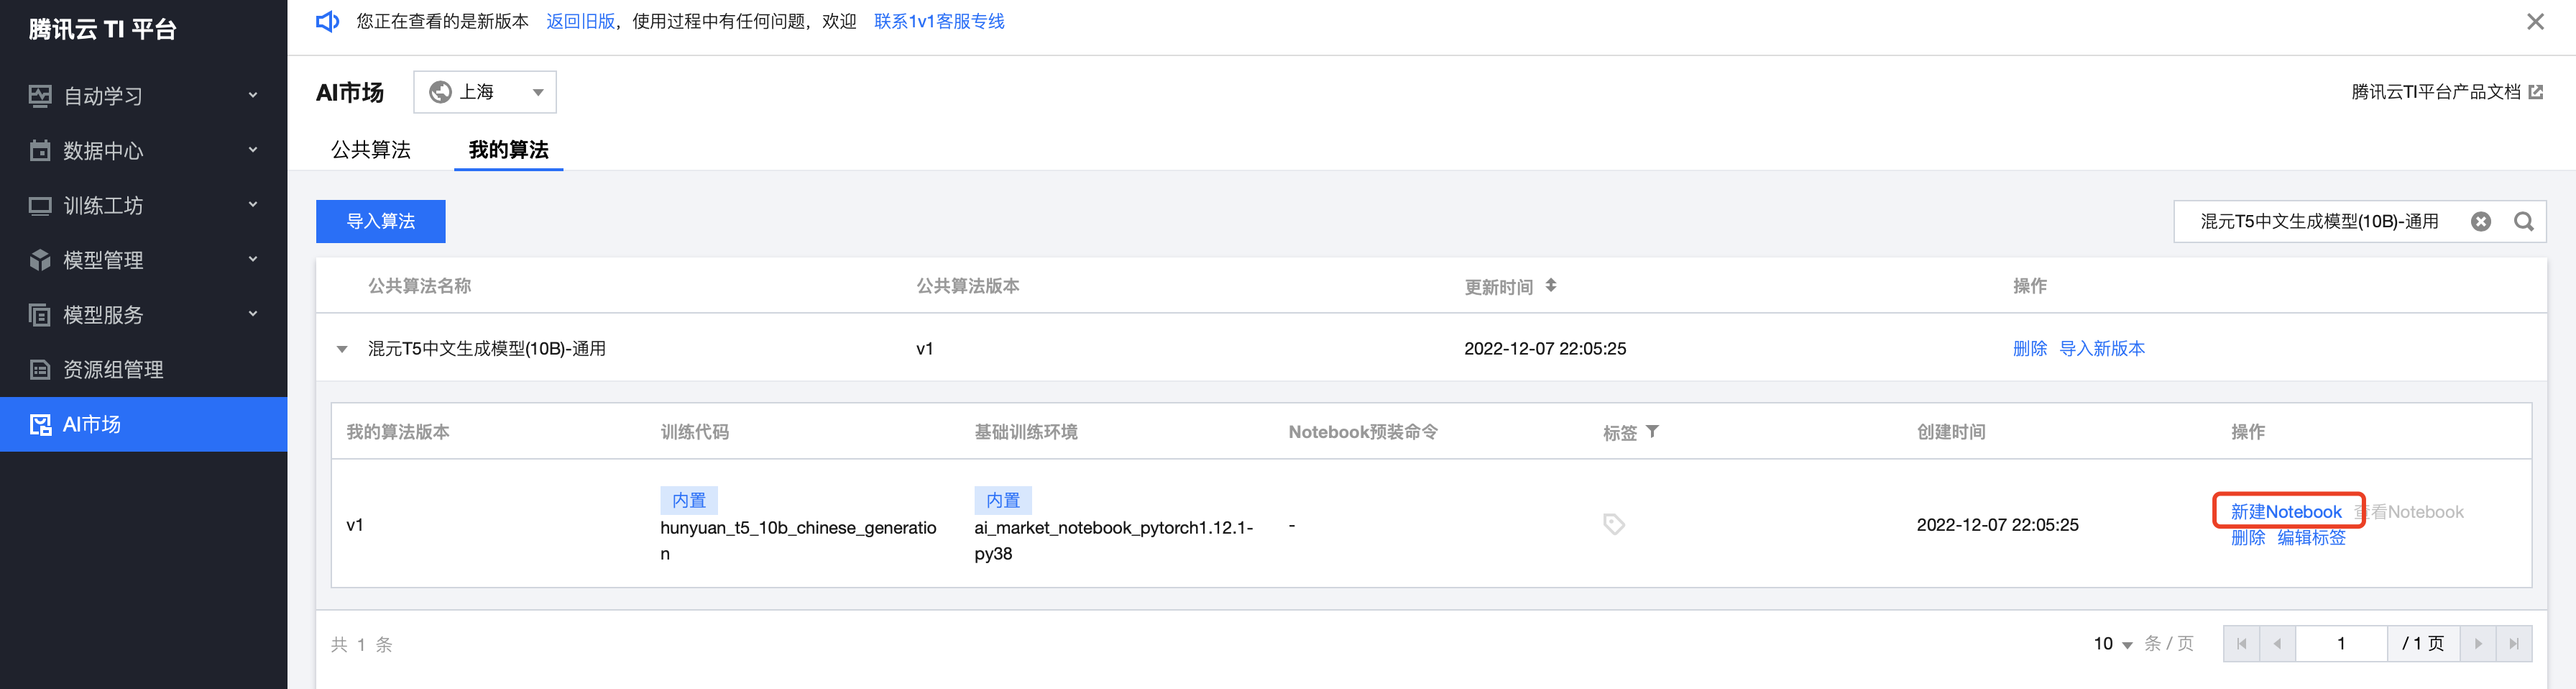 腾讯云 TI 平台
您正在查看的是新版本 返回旧版，使用过程中有任何问题，欢迎 联系1v1客服专线
自动学习
数据中心
训练工坊
模型管理
模型服务
资源组管理
AI市场
AI市场 上海
腾讯云TI平台产品文档
公共算法 我的算法
导入算法
混元T5中文生成模型(10B)-通用
公共算法名称 公共算法版本 更新时间 操作
混元T5中文生成模型(10B)-通用 v1 2022-12-07 22:05:25 删除 导入新版本
我的算法版本 训练代码 基础训练环境 Notebook预装命令 标签 创建时间 操作
v1
内置
hunyuan_t5_10b_chinese_generatio
n
内置
ai_market_notebook_pytorch1.12.1-
py38
-
2022-12-07 22:05:25
新建Notebook 查看Notebook
删除 编辑标签
共 1 条
10 条 / 页 1 / 1 页